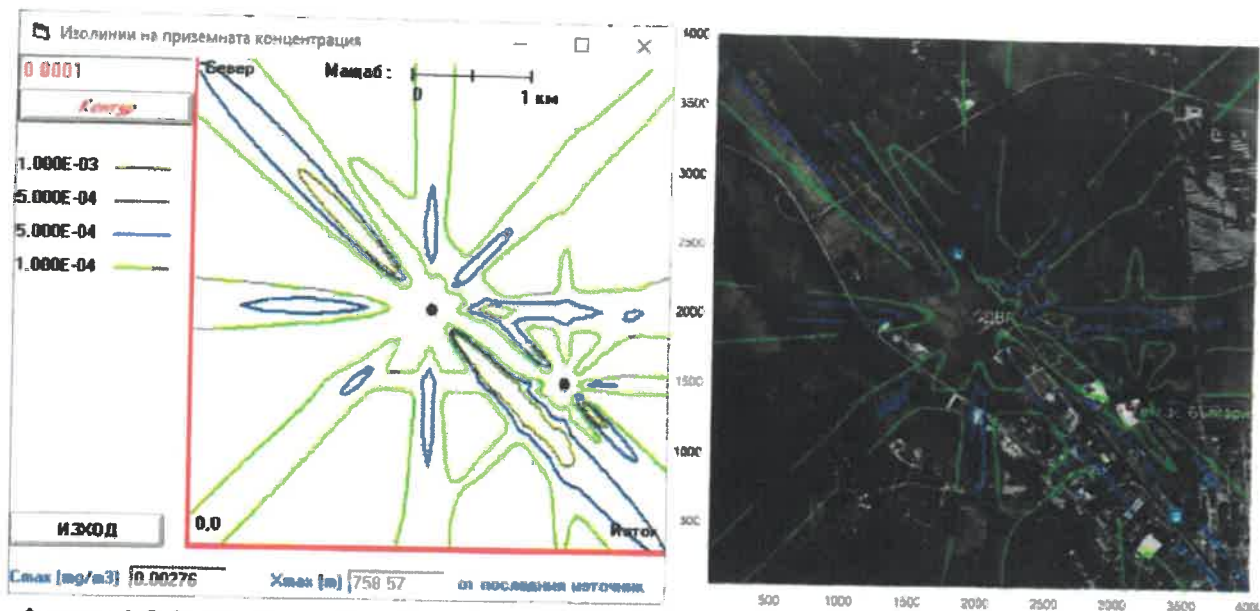 Изолинии на приземната концентрация
0.0001
Контур
Север
Мащаб :
0 1 км
1.000E-03
5.000E-04
5.000E-04
1.000E-04
ИЗХОД
0,0
Изток
Cmax [mg/m3] 0.00276 Xmax [m] 758.57 от последния източник
4000
3500
3000
2500
2000
1500
1000
500
500 1000 1500 2000 2500 3000 3500